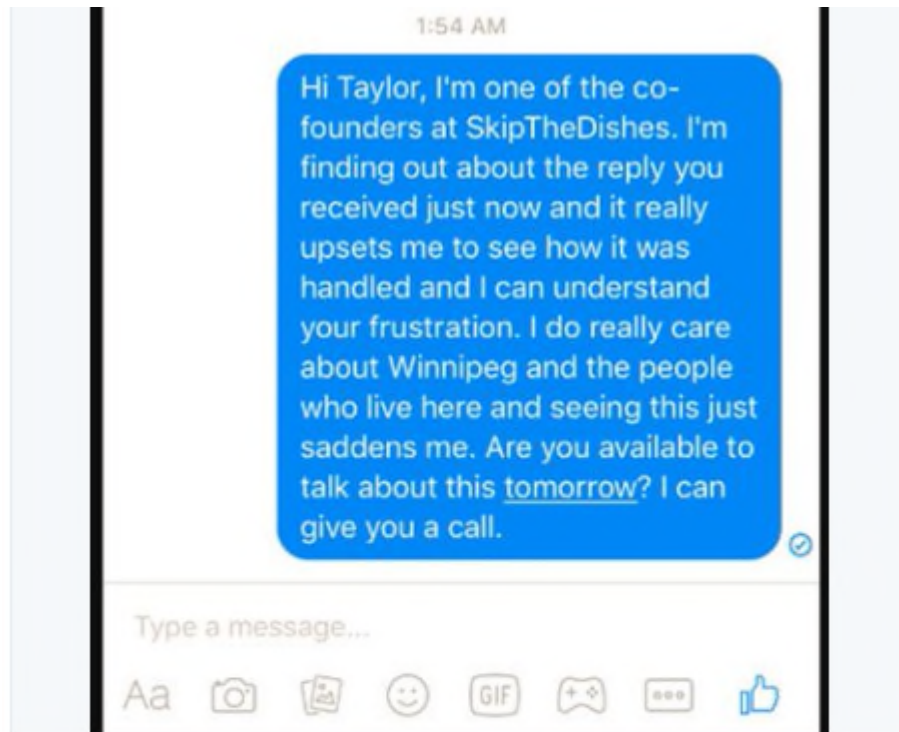 1:54 AM
Hi Taylor, I'm one of the co-
founders at SkipTheDishes. I'm
finding out about the reply you
received just now and it really
upsets me to see how it was
handled and I can understand
your frustration. I do really care
about Winnipeg and the people
who live here and seeing this just
saddens me. Are you available to
talk about this tomorrow? I can
give you a call.
Type a message...
Aa
GIF